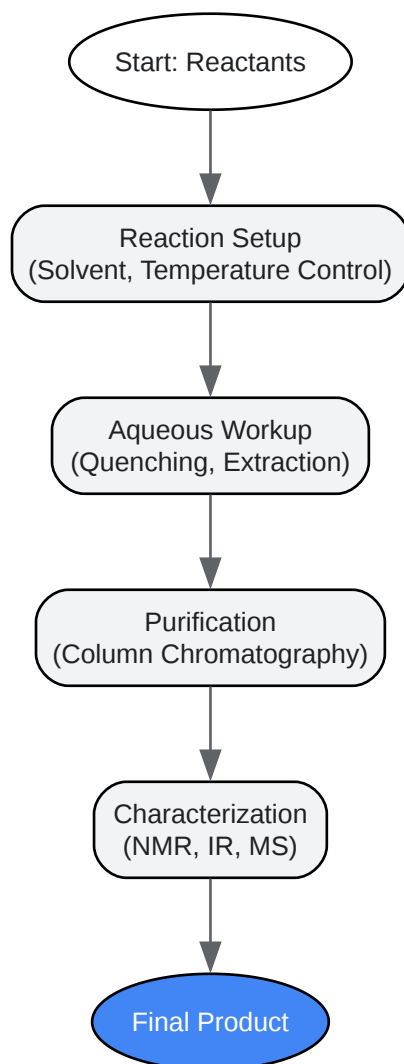 Start: Reactants
Reaction Setup
(Solvent, Temperature Control)
Aqueous Workup
(Quenching, Extraction)
Purification
(Column Chromatography)
Characterization
(NMR, IR, MS)
Final Product